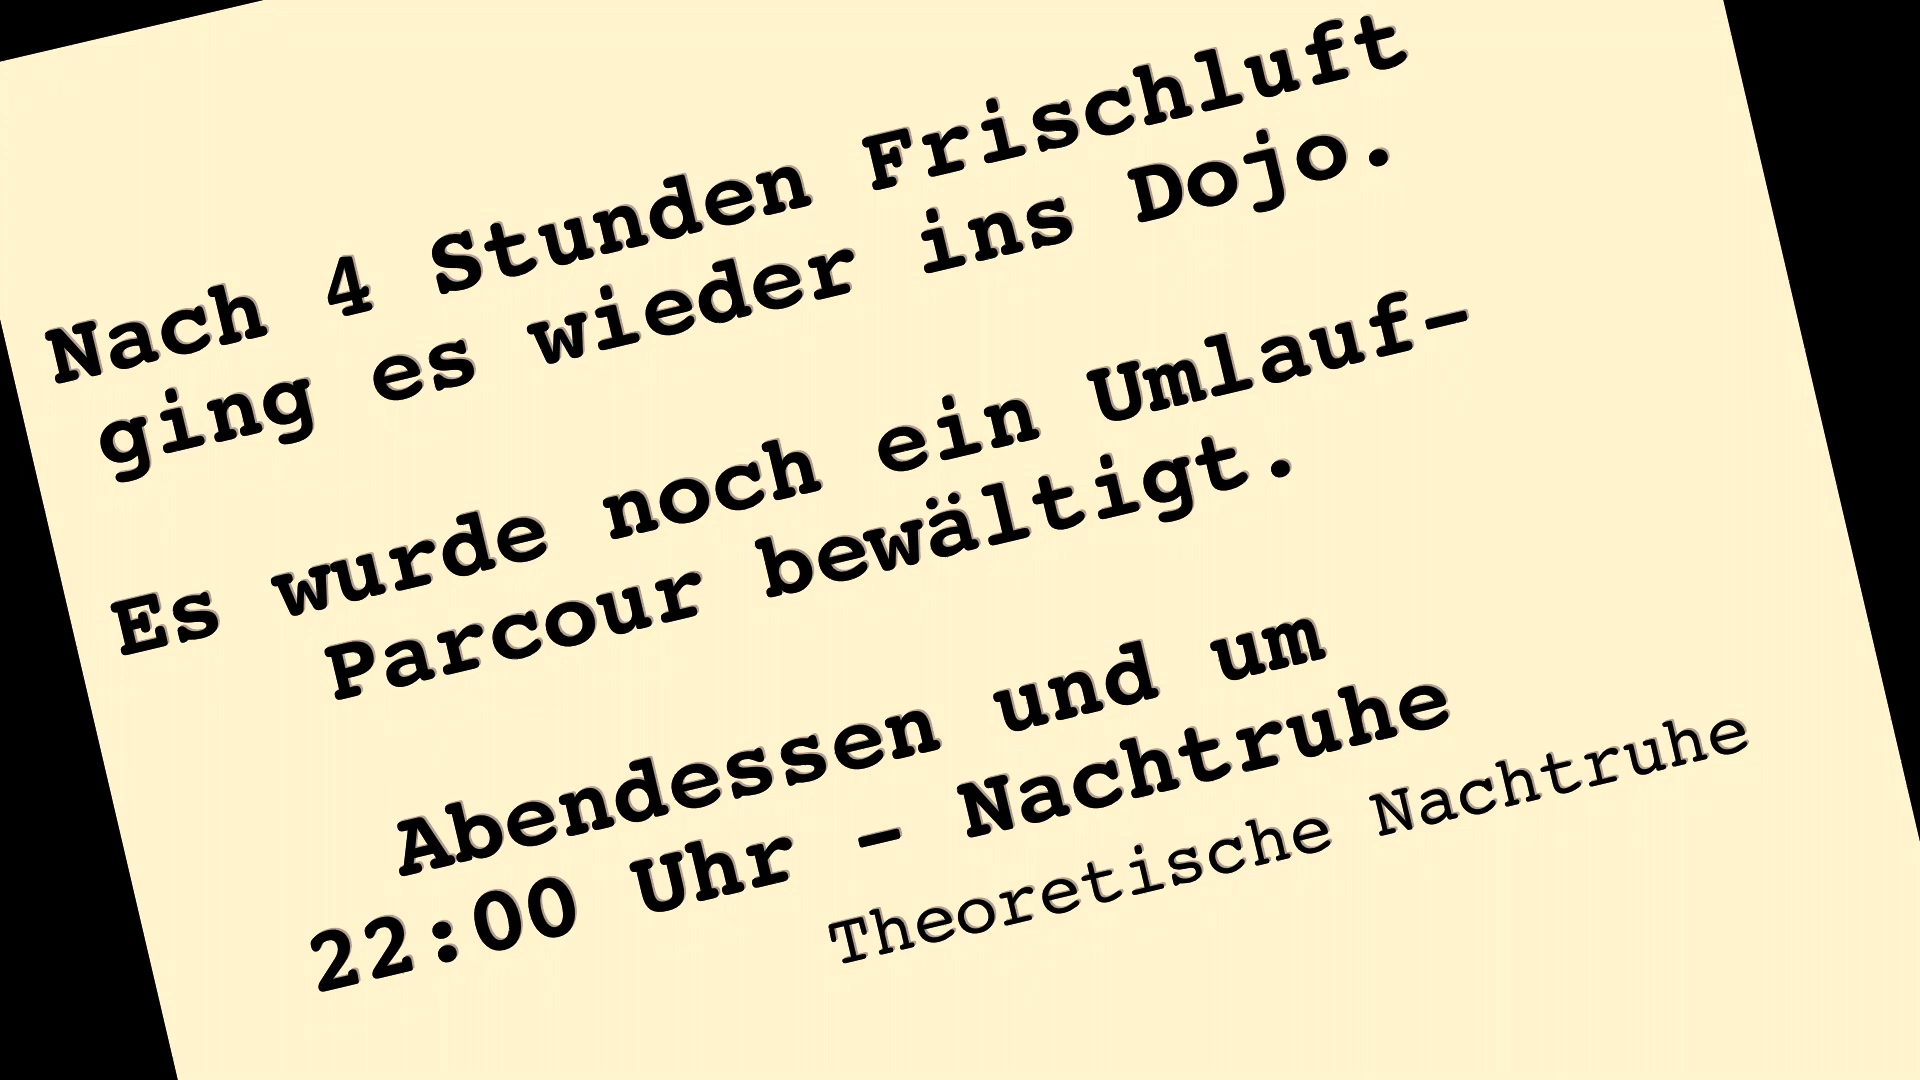 Nach 4 Stunden Frischluft
ging es wieder ins Dojo.
Es wurde noch ein Umlauf-
Parcour bewältigt.
Abendessen und um
22:00 Uhr - Nachtruhe
Theoretische Nachtruhe